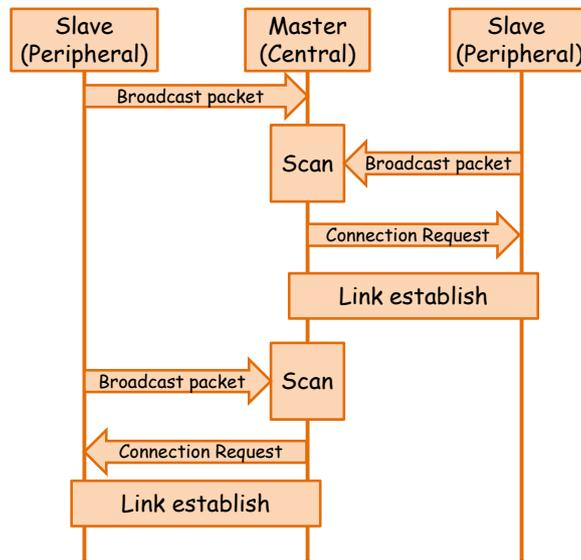 Slave
(Peripheral)
Master
(Central)
Slave
(Peripheral)
Broadcast packet
Scan
Broadcast packet
Connection Request
Link establish
Broadcast packet
Scan
Connection Request
Link establish